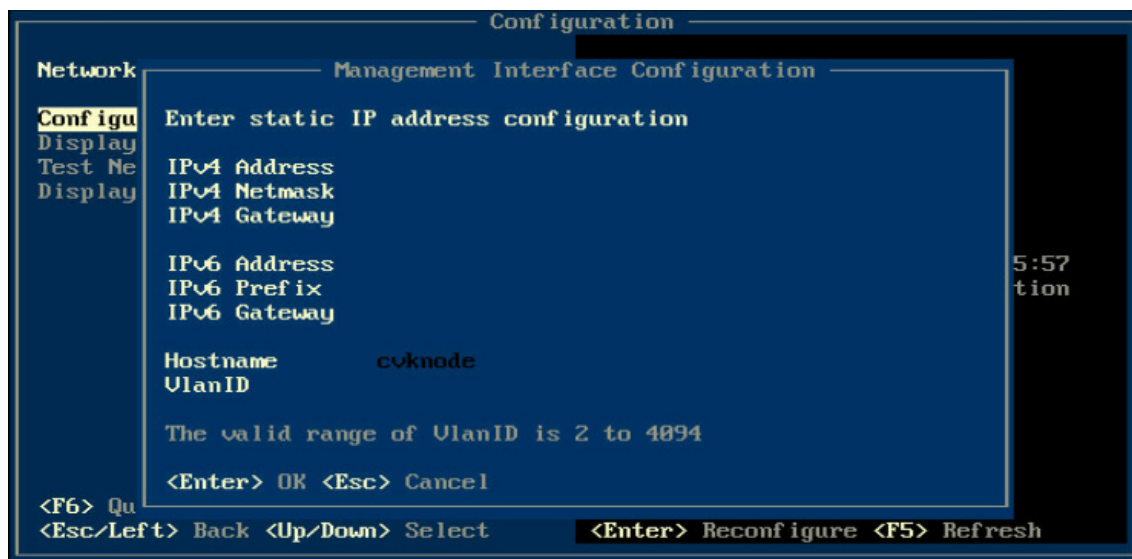 Configuration
Network
Management Interface Configuration
Configu
Enter static IP address configuration
Display
Test Ne
IPv4 Address
Display
IPv4 Netmask
IPv4 Gateway
IPv6 Address
5:57
IPv6 Prefix
tion
IPv6 Gateway
Hostname cvknode
VlanID
The valid range of VlanID is 2 to 4094
<Enter> OK <Esc> Cancel
<F6> Qu
<Esc/Left> Back <Up/Down> Select <Enter> Reconfigure <F5> Refresh